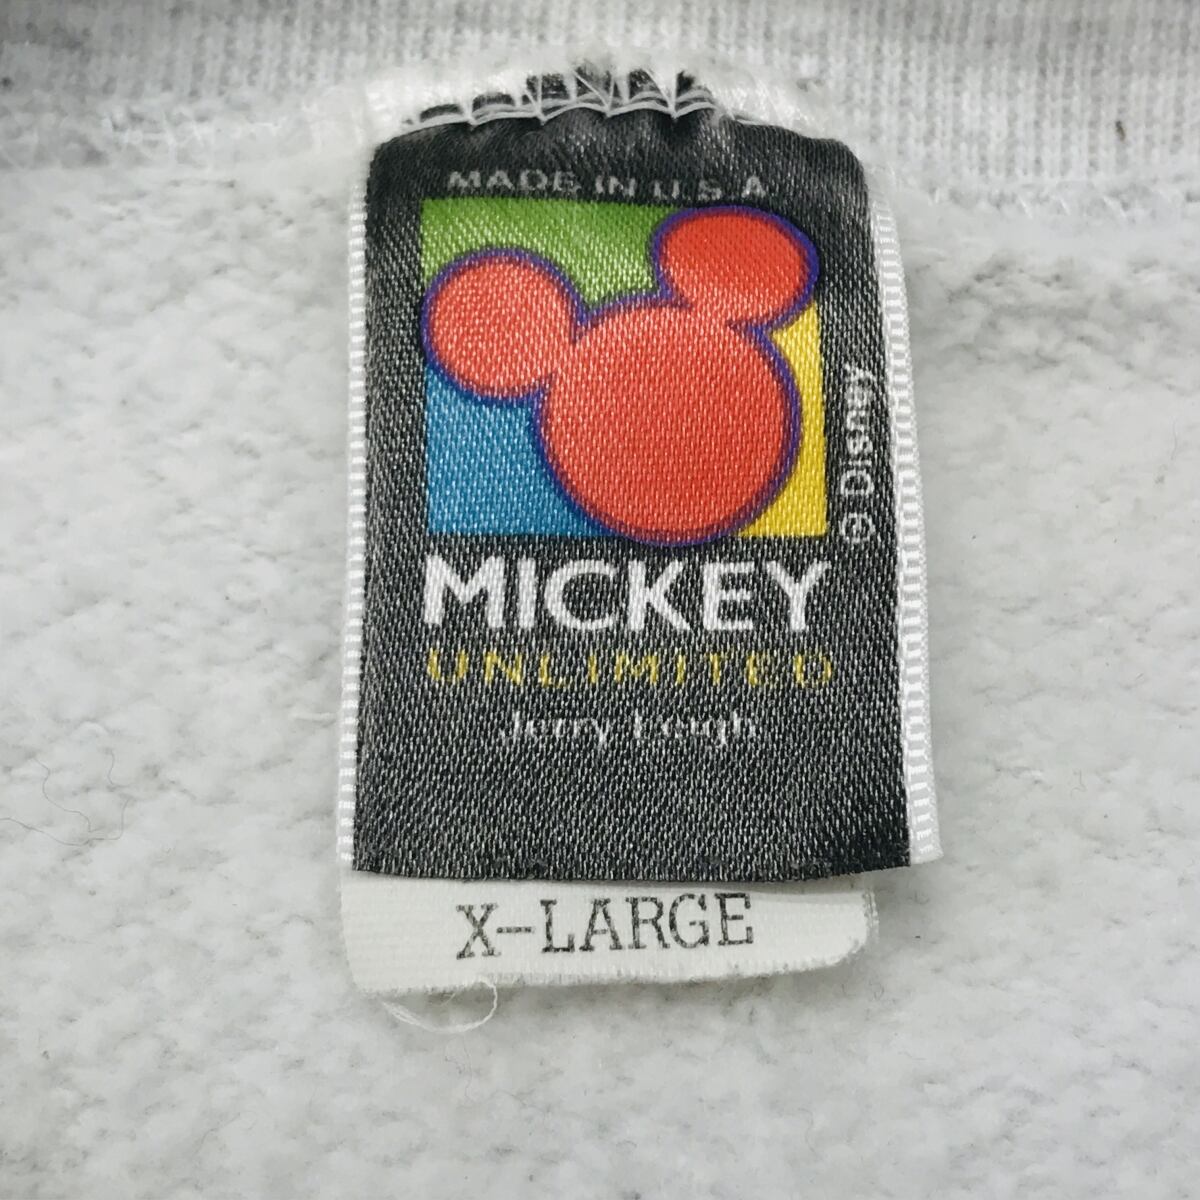 MADE IN U.S.A
© Disney
MICKEY
UNLIMITED
Jerry Leigh
X-LARGE